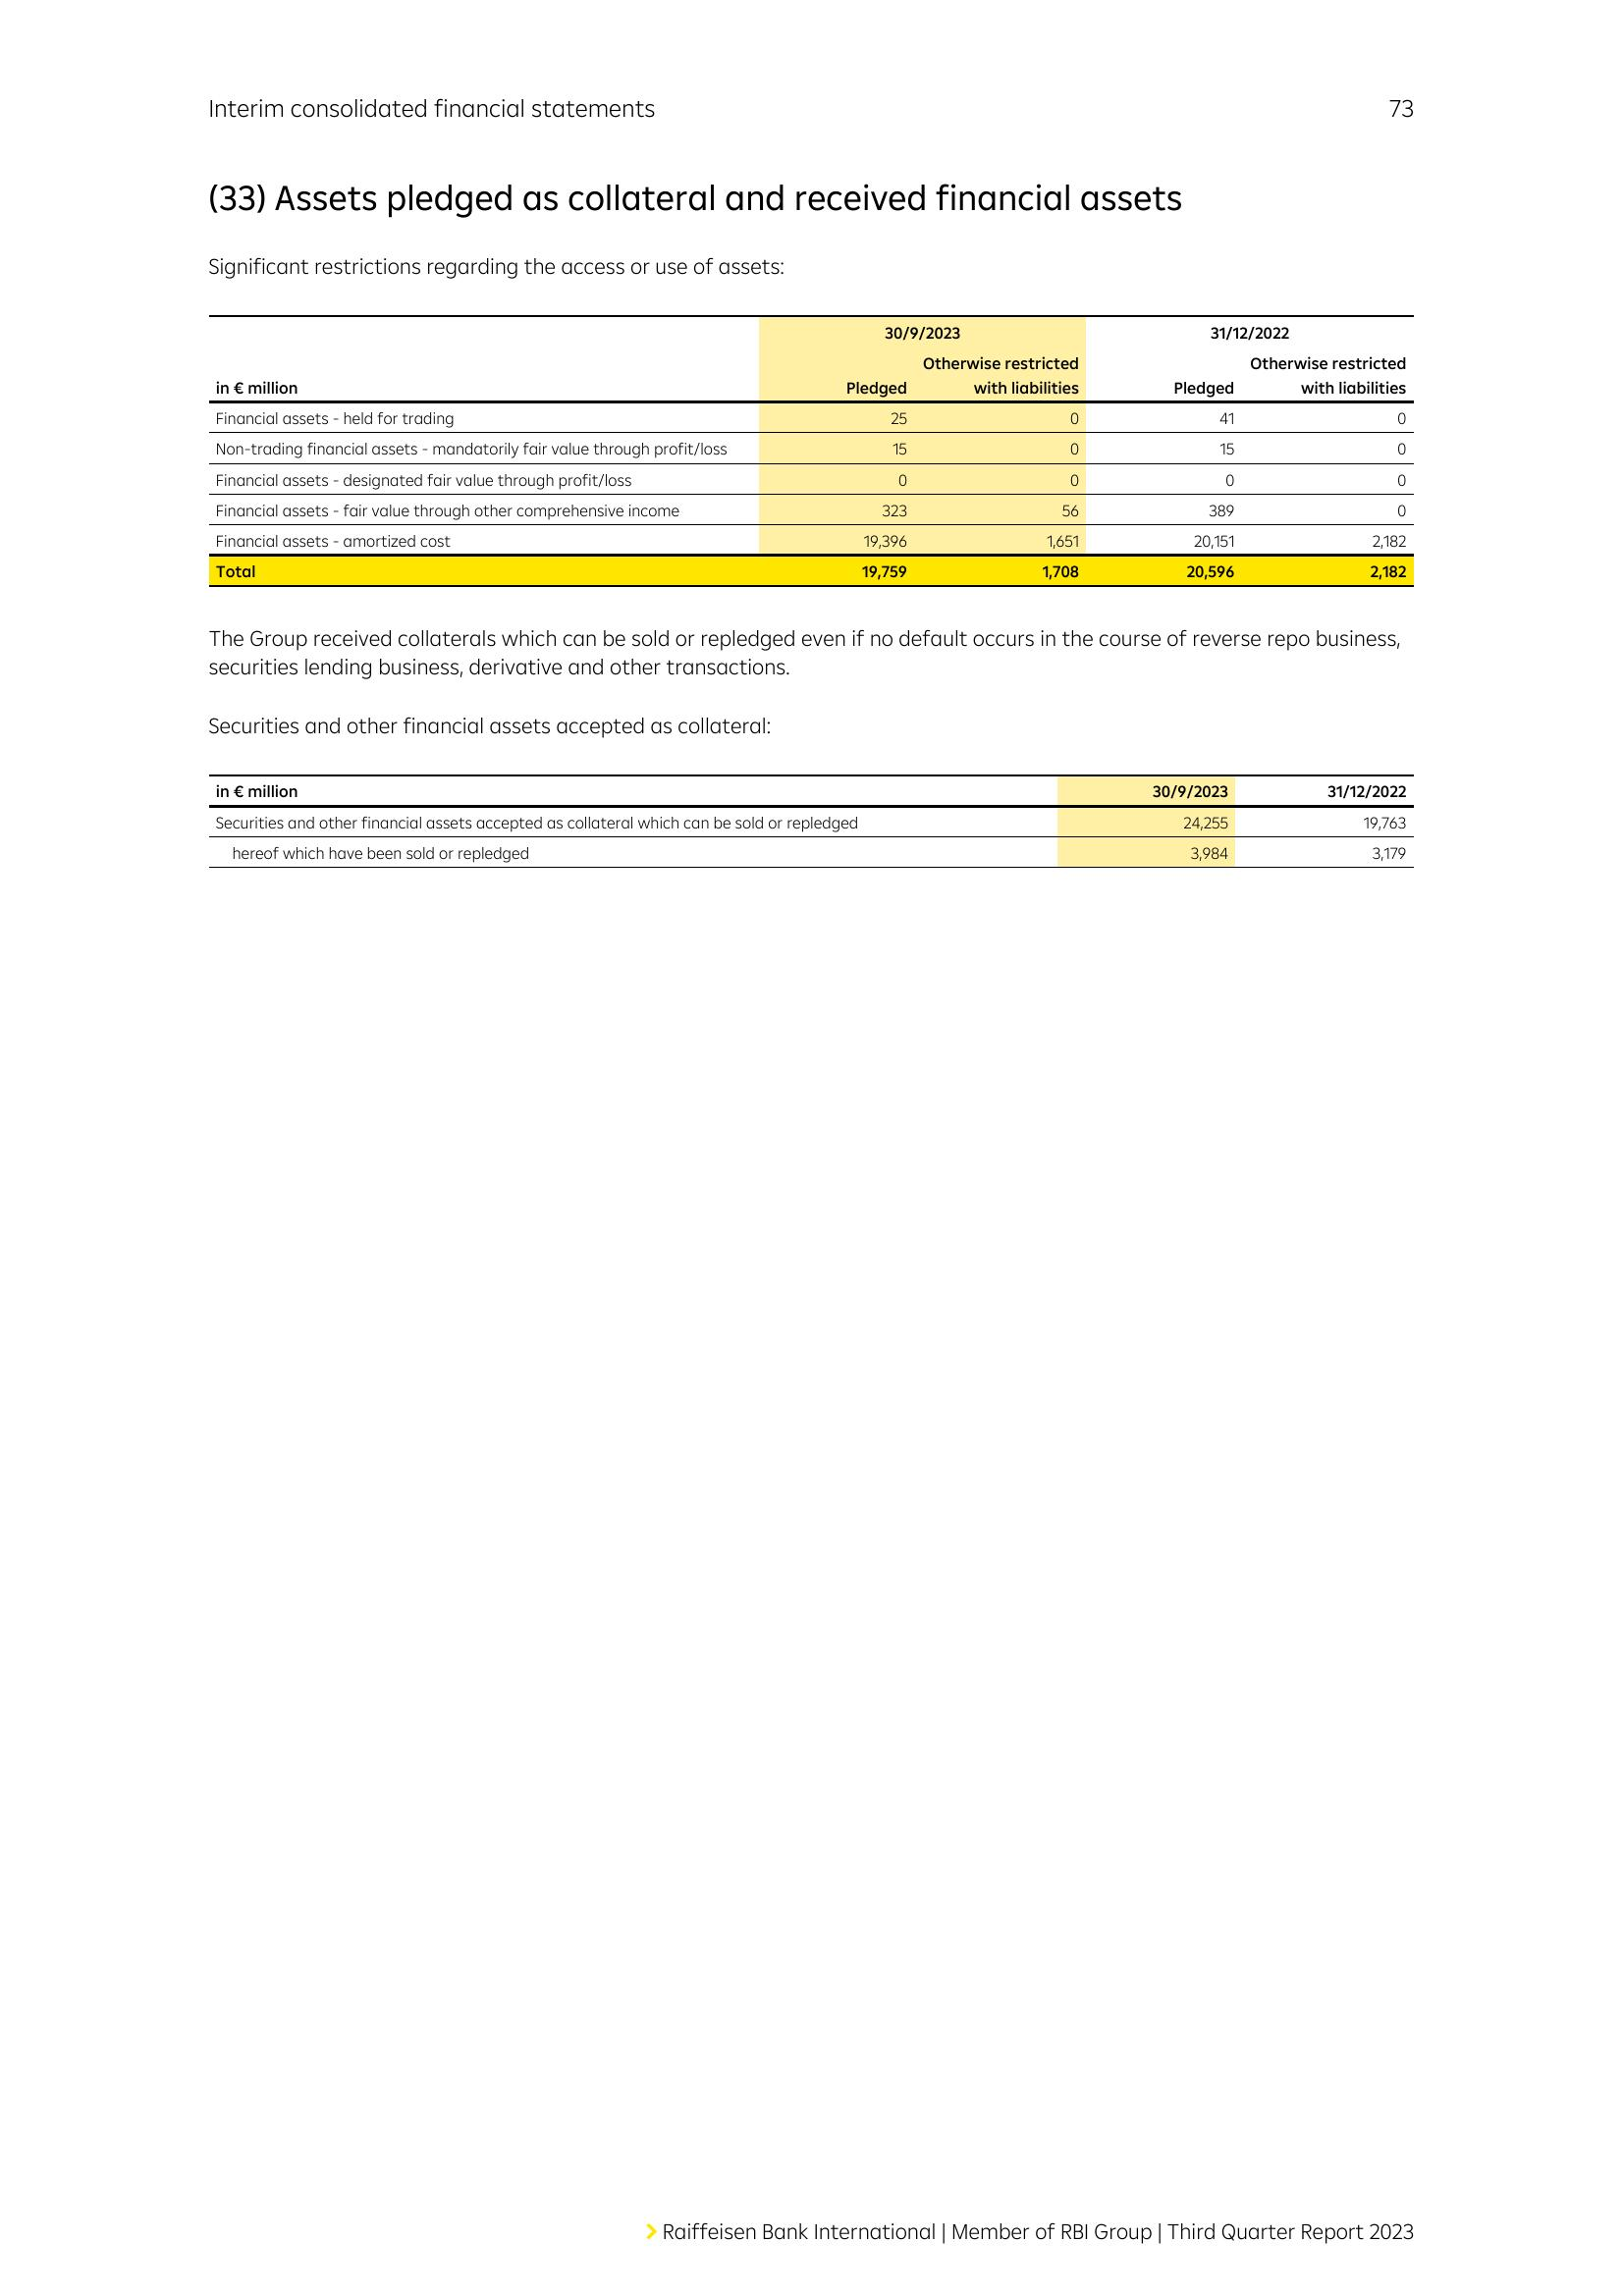 Interim consolidated financial statements 73
(33) Assets pledged as collateral and received financial assets
Significant restrictions regarding the access or use of assets:
30/9/2023 31/12/2022
Otherwise restricted Otherwise restricted
in € million Pledged with liabilities Pledged with liabilities
Financial assets - held for trading 25 0 41 0
Non-trading financial assets - mandatorily fair value through profit/loss 15 0 15 0
Financial assets - designated fair value through profit/loss 0 0 0 0
Financial assets - fair value through other comprehensive income 323 56 389 0
Financial assets - amortized cost 19,396 1,651 20,151 2,182
Total 19,759 1,708 20,596 2,182
The Group received collaterals which can be sold or repledged even if no default occurs in the course of reverse repo business,
securities lending business, derivative and other transactions.
Securities and other financial assets accepted as collateral:
in € million 30/9/2023 31/12/2022
Securities and other financial assets accepted as collateral which can be sold or repledged 24,255 19,763
hereof which have been sold or repledged 3,984 3,179
Raiffeisen Bank International | Member of RBI Group | Third Quarter Report 2023